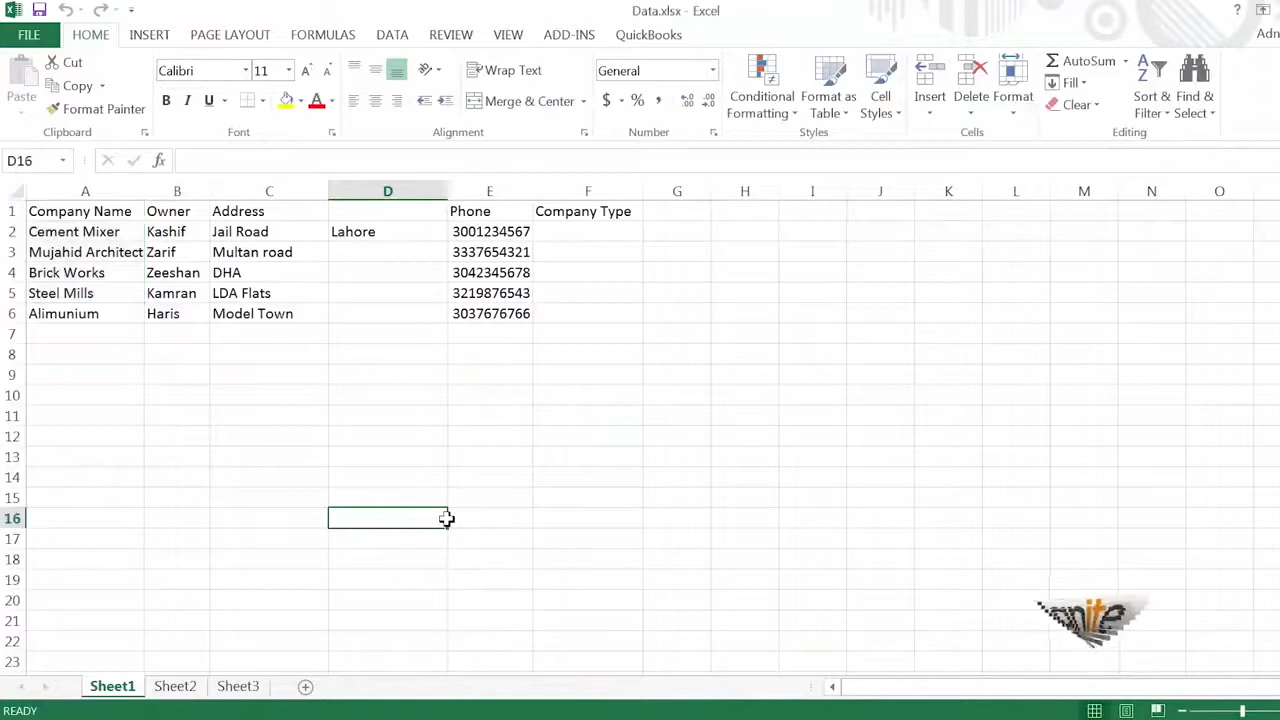 Data.xlsx - Excel
?
FILE HOME INSERT PAGE LAYOUT FORMULAS DATA REVIEW VIEW ADD-INS QuickBooks Adn
Paste
Cut
Copy
Format Painter
Clipboard
Calibri 11
B I U
Font
Wrap Text
Merge & Center
Alignment
General
$ % ,
Number
Conditional Formatting
Format as Table
Cell Styles
Styles
Insert
Delete
Format
Cells
AutoSum
Fill
Clear
Sort & Filter
Find & Select
Editing
D16 fx
A B C D E F G H I J K L M N O
1 Company Name Owner Address Phone Company Type
2 Cement Mixer Kashif Jail Road Lahore 3001234567
3 Mujahid Architect Zarif Multan road 3337654321
4 Brick Works Zeeshan DHA 3042345678
5 Steel Mills Kamran LDA Flats 3219876543
6 Alimunium Haris Model Town 3037676766
7
8
9
10
11
12
13
14
15
16
17
18
19
20
21
22
23
Sheet1 Sheet2 Sheet3
READY